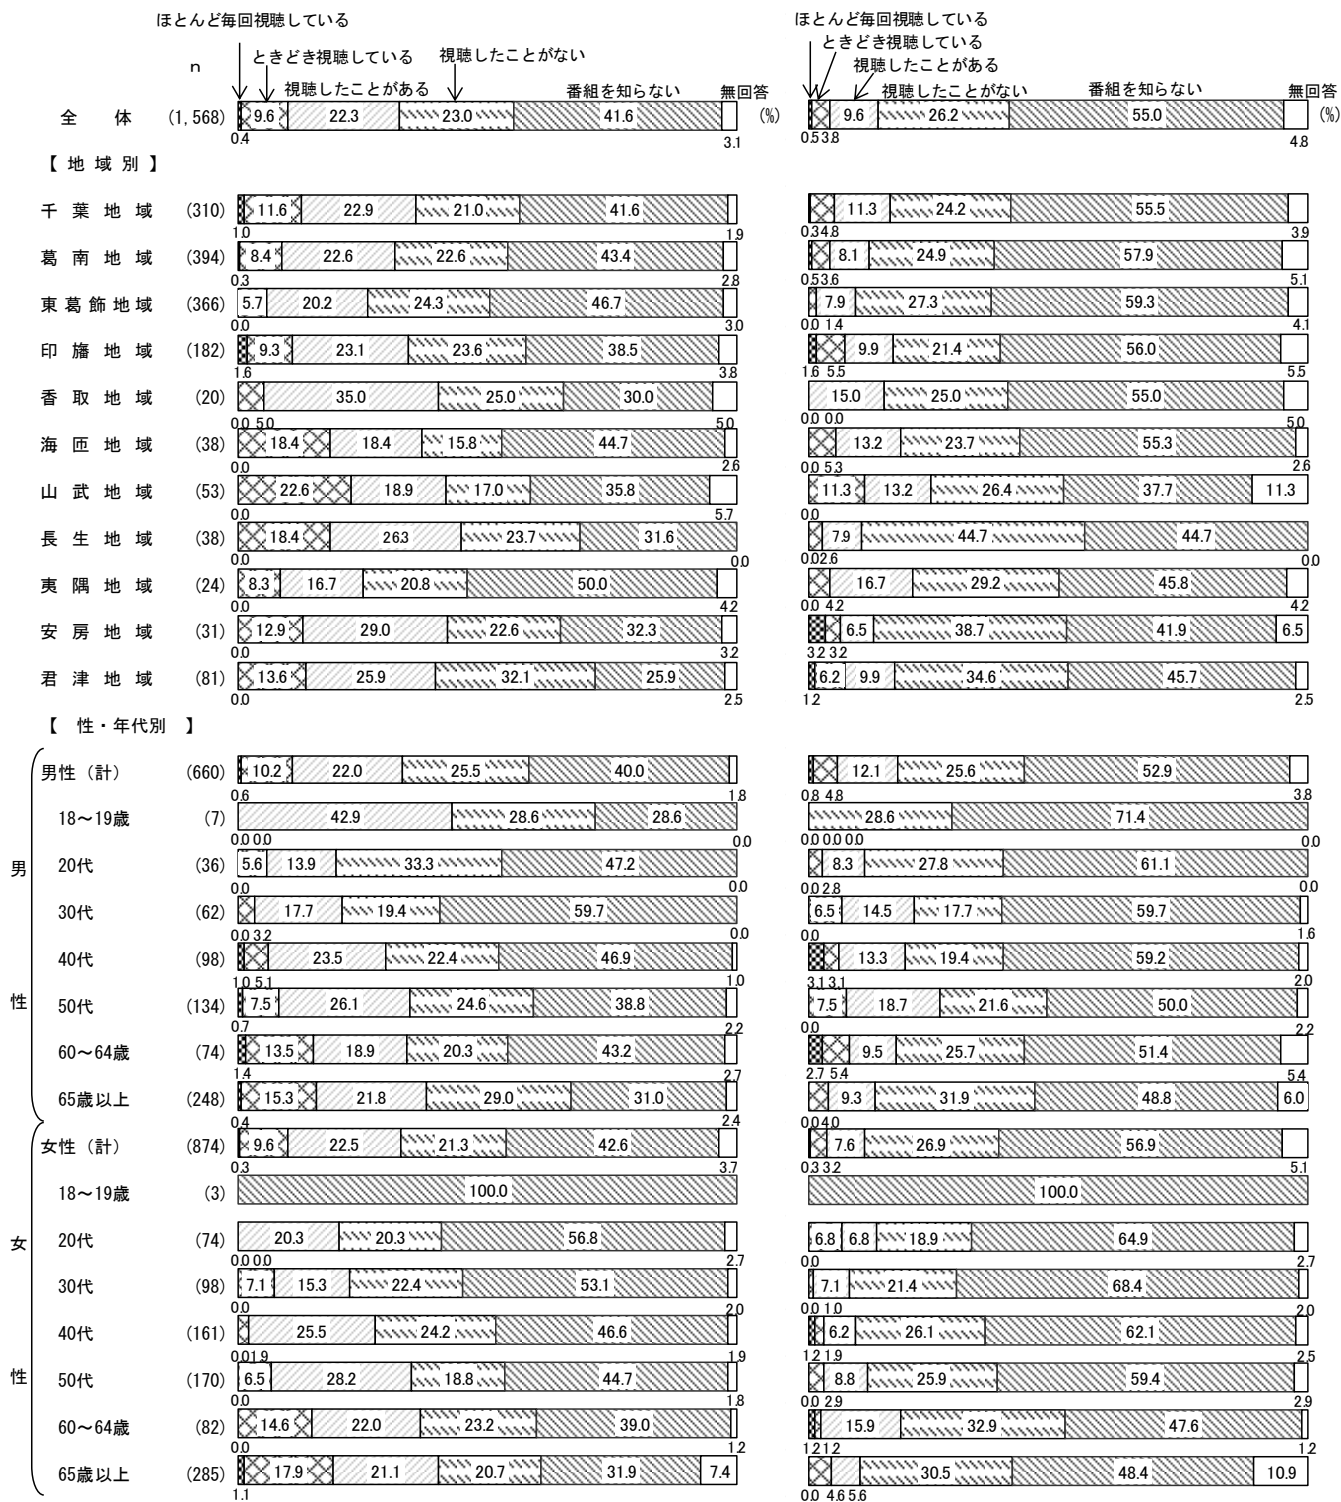 ほとんど毎回視聴している ほとんど毎回視聴している
ときどき視聴している 視聴したことがない ときどき視聴している
n 視聴したことがある
視聴したことがある 番組を知らない 無回答 視聴したことがない 番組を知らない 無回答
全 体 (1,568) 9.6 22.3 23.0 41.6 (%) 9.6 26.2 55.0 (%)
0.4 3.1 0.5 3.8 4.8
【 地 域 別 】
千 葉 地 域 (310) 11.6 22.9 21.0 41.6 11.3 24.2 55.5
1.0 1.9 0.3 4.8 3.9
葛 南 地 域 (394) 8.4 22.6 22.6 43.4 8.1 24.9 57.9
0.3 2.8 0.5 3.6 5.1
東 葛 飾 地 域 (366) 5.7 20.2 24.3 46.7 7.9 27.3 59.3
0.0 3.0 0.0 1.4 4.1
印 旛 地 域 (182) 9.3 23.1 23.6 38.5 9.9 21.4 56.0
1.6 3.8 1.6 5.5 5.5
香 取 地 域 (20) 35.0 25.0 30.0 15.0 25.0 55.0
0.0 5.0 5.0 0.0 0.0 5.0
海 匝 地 域 (38) 18.4 18.4 15.8 44.7 13.2 23.7 55.3
0.0 2.6 0.0 5.3 2.6
山 武 地 域 (53) 22.6 18.9 17.0 35.8 11.3 13.2 26.4 37.7 11.3
0.0 5.7 0.0
長 生 地 域 (38) 18.4 26.3 23.7 31.6 7.9 44.7 44.7
0.0 0.0 0.0 2.6 0.0
夷 隅 地 域 (24) 8.3 16.7 20.8 50.0 16.7 29.2 45.8
0.0 4.2 0.0 4.2 4.2
安 房 地 域 (31) 12.9 29.0 22.6 32.3 6.5 38.7 41.9 6.5
0.0 3.2 3.2 3.2
君 津 地 域 (81) 13.6 25.9 32.1 25.9 6.2 9.9 34.6 45.7
0.0 2.5 1.2 2.5
【 性・年代別 】
男性（計） (660) 10.2 22.0 25.5 40.0 12.1 25.6 52.9
0.6 1.8 0.8 4.8 3.8
18～19歳 (7) 42.9 28.6 28.6 28.6 71.4
0.0 0.0 0.0 0.0 0.0 0.0 0.0
男 20代 (36) 5.6 13.9 33.3 47.2 8.3 27.8 61.1
0.0 0.0 0.0 2.8 0.0
30代 (62) 17.7 19.4 59.7 6.5 14.5 17.7 59.7
0.0 3.2 0.0 0.0 1.6
40代 (98) 23.5 22.4 46.9 13.3 19.4 59.2
1.0 5.1 1.0 3.1 3.1 2.0
性 50代 (134) 7.5 26.1 24.6 38.8 7.5 18.7 21.6 50.0
0.7 2.2 0.0 2.2
60～64歳 (74) 13.5 18.9 20.3 43.2 9.5 25.7 51.4
1.4 2.7 2.7 5.4 5.4
65歳以上 (248) 15.3 21.8 29.0 31.0 9.3 31.9 48.8 6.0
0.4 2.4 0.0 4.0
女性（計） (874) 9.6 22.5 21.3 42.6 7.6 26.9 56.9
0.3 3.7 0.3 3.2 5.1
18～19歳 (3) 100.0 100.0
女 20代 (74) 20.3 20.3 56.8 6.8 6.8 18.9 64.9
0.0 0.0 2.7 0.0 2.7
30代 (98) 7.1 15.3 22.4 53.1 7.1 21.4 68.4
0.0 2.0 0.0 1.0 2.0
40代 (161) 25.5 24.2 46.6 6.2 26.1 62.1
0.0 1.9 1.9 1.2 1.9 2.5
性 50代 (170) 6.5 28.2 18.8 44.7 8.8 25.9 59.4
0.0 1.8 0.0 2.9 2.9
60～64歳 (82) 14.6 22.0 23.2 39.0 15.9 32.9 47.6
0.0 1.2 1.2 1.2 1.2
65歳以上 (285) 17.9 21.1 20.7 31.9 7.4 30.5 48.4 10.9
1.1 0.0 4.6 5.6